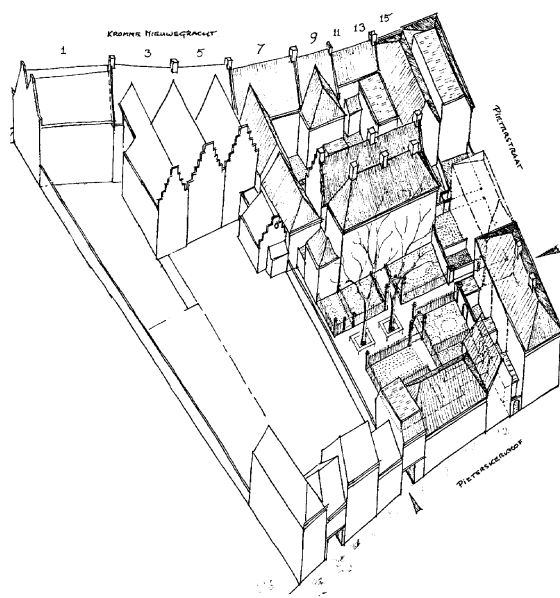 KROMME NIEUWEGRACHT
1 3 5 7 9 11 13 15
PIETERSTRAAT
PIETERSKERKHOF